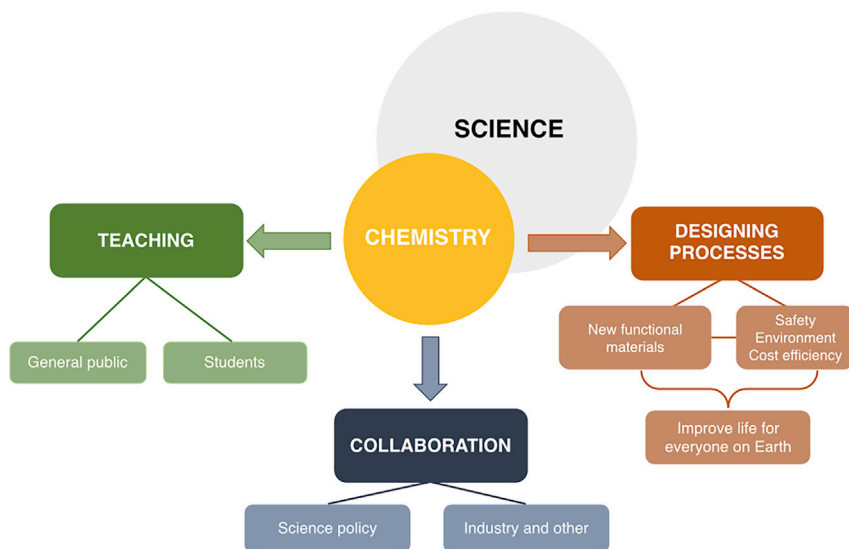 SCIENCE
CHEMISTRY
TEACHING
General public
Students
COLLABORATION
Science policy
Industry and other
DESIGNING
PROCESSES
New functional
materials
Safety
Environment
Cost efficiency
Improve life for
everyone on Earth